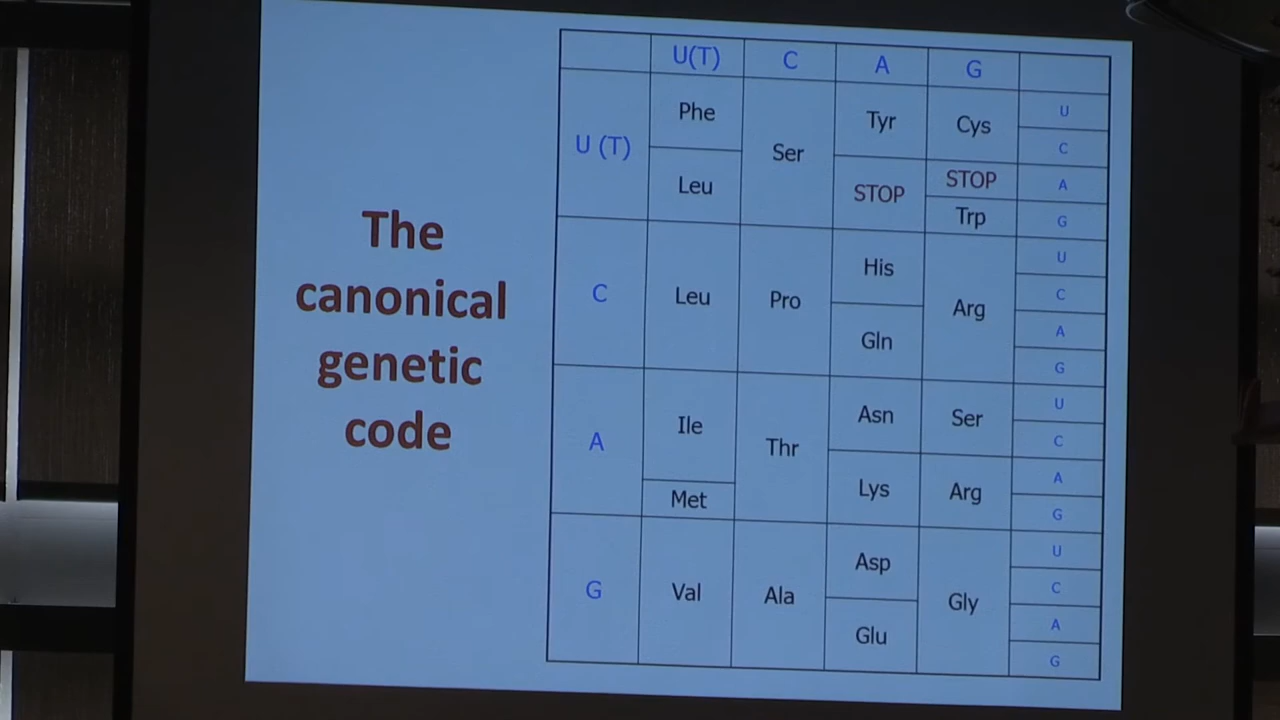 The
canonical
genetic
code
U(T) C A G
U (T)
Phe
Leu
Ser
Tyr
STOP
Cys
STOP
Trp
U
C
A
G
C
Leu
Pro
His
Gln
Arg
U
C
A
G
A
Ile
Met
Thr
Asn
Lys
Ser
Arg
U
C
A
G
G
Val
Ala
Asp
Glu
Gly
U
C
A
G